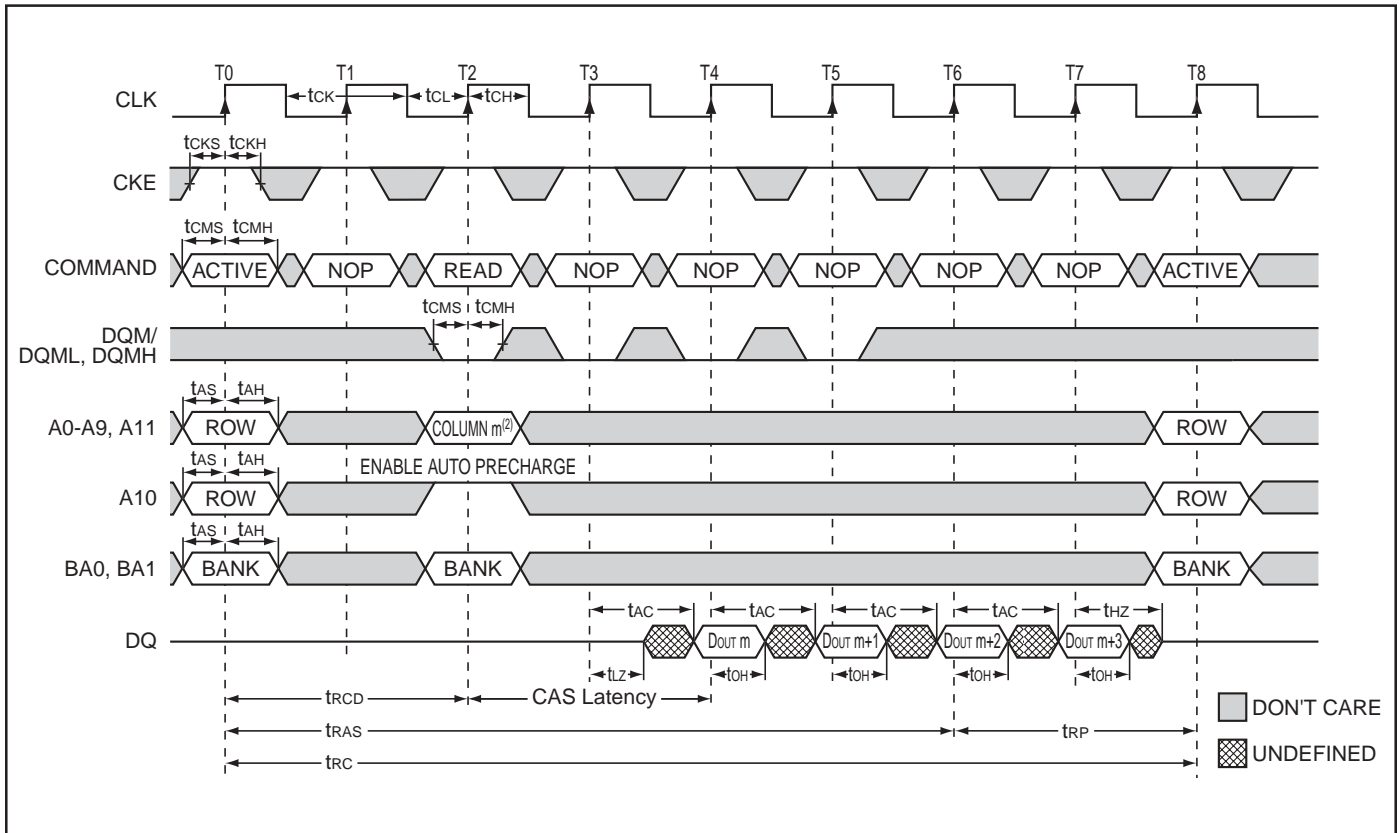 T0 T1 T2 T3 T4 T5 T6 T7 T8
CLK tCK tCL tCH
tCKS tCKH
CKE
tCMS tCMH
COMMAND ACTIVE NOP READ NOP NOP NOP NOP NOP ACTIVE
tCMS tCMH
DQM/
DQML, DQMH
tAS tAH
A0-A9, A11 ROW COLUMN m(2) ROW
tAS tAH ENABLE AUTO PRECHARGE
A10 ROW ROW
tAS tAH
BA0, BA1 BANK BANK BANK
tAC tAC tAC tAC tHZ
DQ DOUT m DOUT m+1 DOUT m+2 DOUT m+3
tLZ tOH tOH tOH tOH
tRCD CAS Latency
DON'T CARE
tRAS tRP
UNDEFINED
tRC